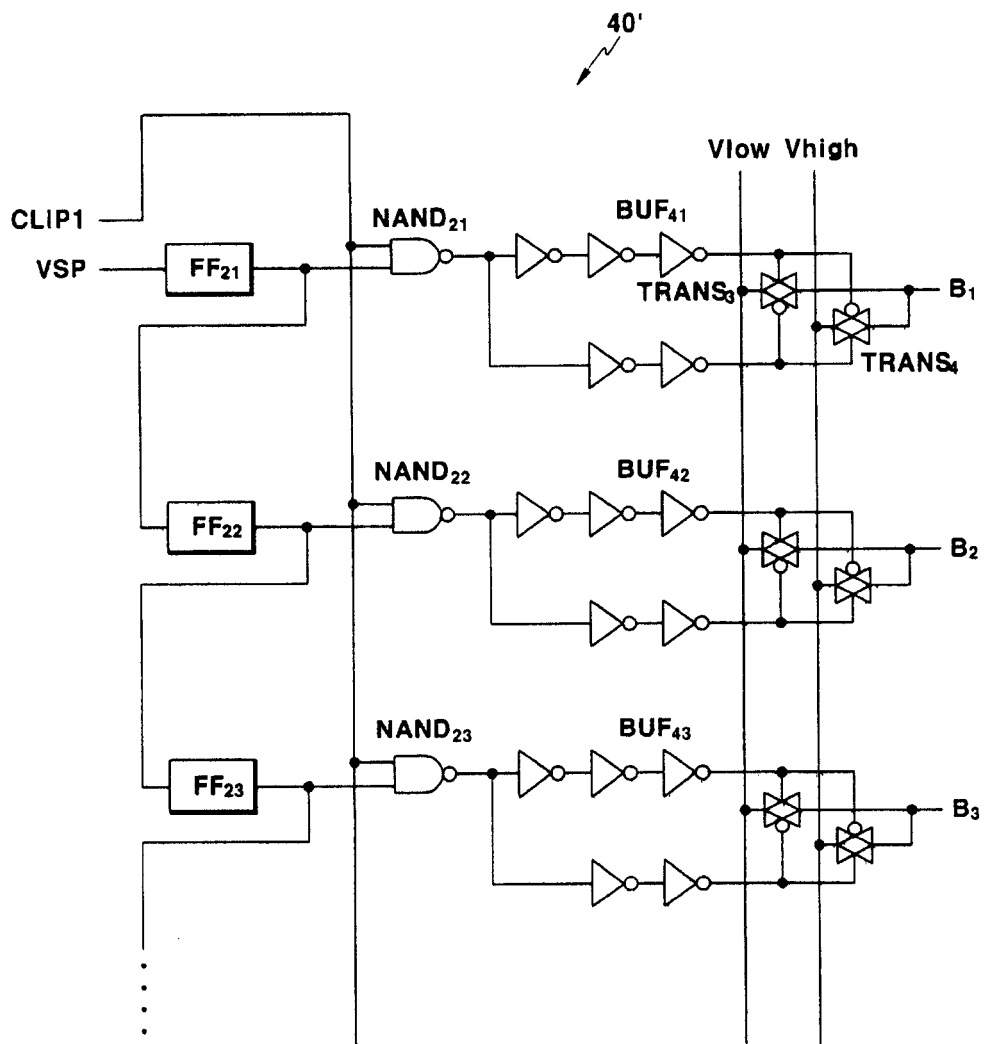 40'
Vlow Vhigh
CLIP1
NAND₂₁
BUF₄₁
VSP
FF₂₁
TRANS₃
B₁
TRANS₄
NAND₂₂
BUF₄₂
FF₂₂
B₂
NAND₂₃
BUF₄₃
FF₂₃
B₃